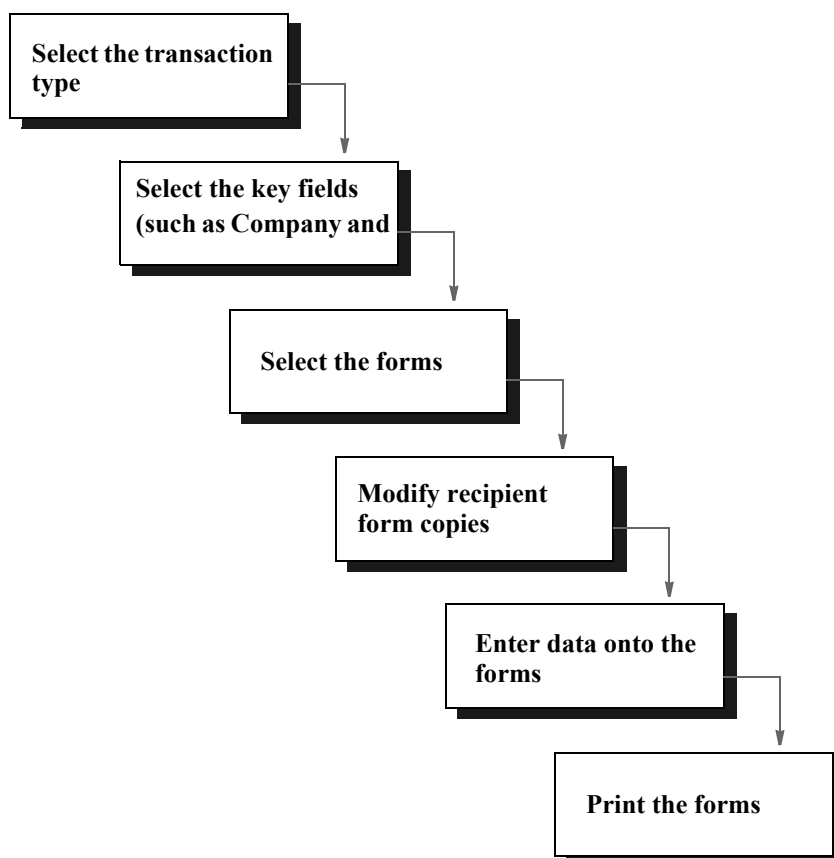 Select the transaction
type
Select the key fields
(such as Company and
Select the forms
Modify recipient
form copies
Enter data onto the
forms
Print the forms